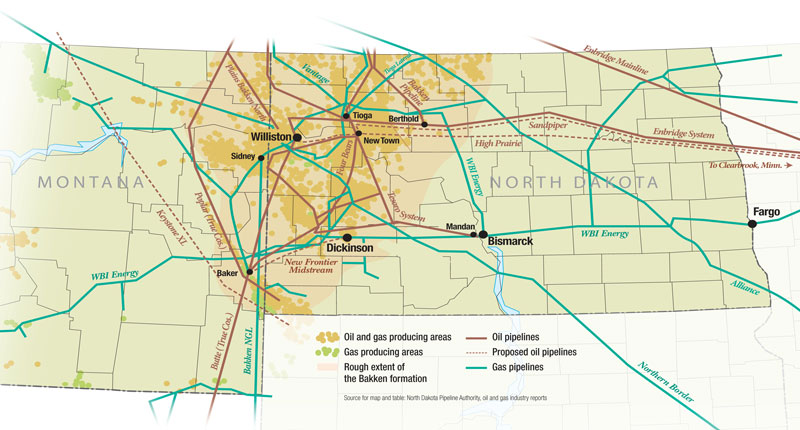 Enbridge Mainline
Vantage
Tioga Lateral
Plains Bakken North
Bakken
Pipeline
Tioga
Berthold
Williston
Sandpiper
New Town
Enbridge System
High Prairie
Sidney
Four Bears
To Clearbrook, Minn.
MONTANA
NORTH DAKOTA
WBI Energy
Keystone XL
Poplar (True Cos.)
Tesoro System
Fargo
Mandan
Bismarck
WBI Energy
Dickinson
New Frontier
Midstream
Baker
WBI Energy
Alliance
Butte (True Cos.)
Bakken NGL
Northern Border
Oil and gas producing areas
Gas producing areas
Rough extent of
the Bakken formation
Oil pipelines
Proposed oil pipelines
Gas pipelines
Source for map and table: North Dakota Pipeline Authority, oil and gas industry reports